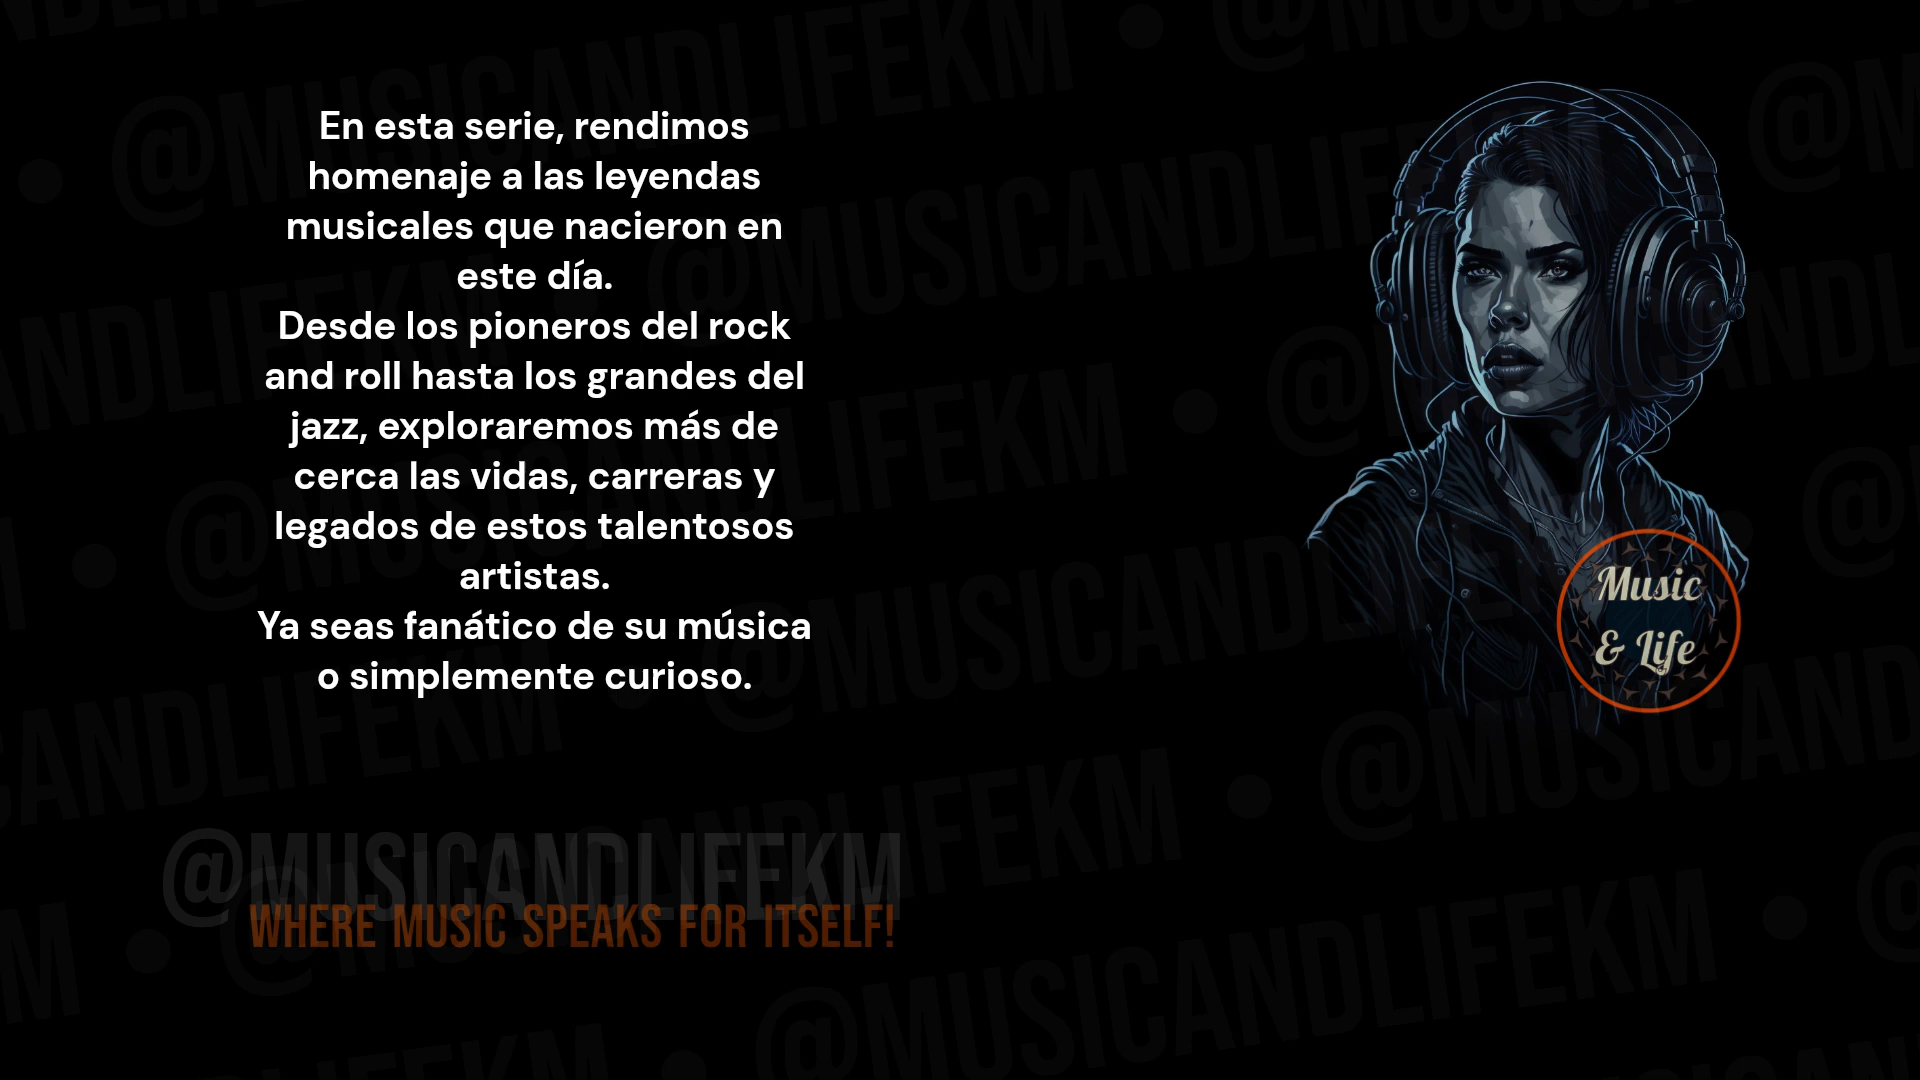 En esta serie, rendimos
homenaje a las leyendas
musicales que nacieron en
este día.
Desde los pioneros del rock
and roll hasta los grandes del
jazz, exploraremos más de
cerca las vidas, carreras y
legados de estos talentosos
artistas.
Ya seas fanático de su música
o simplemente curioso.
Music
& Life
@MUSICANDLIFEKM
WHERE MUSIC SPEAKS FOR ITSELF!